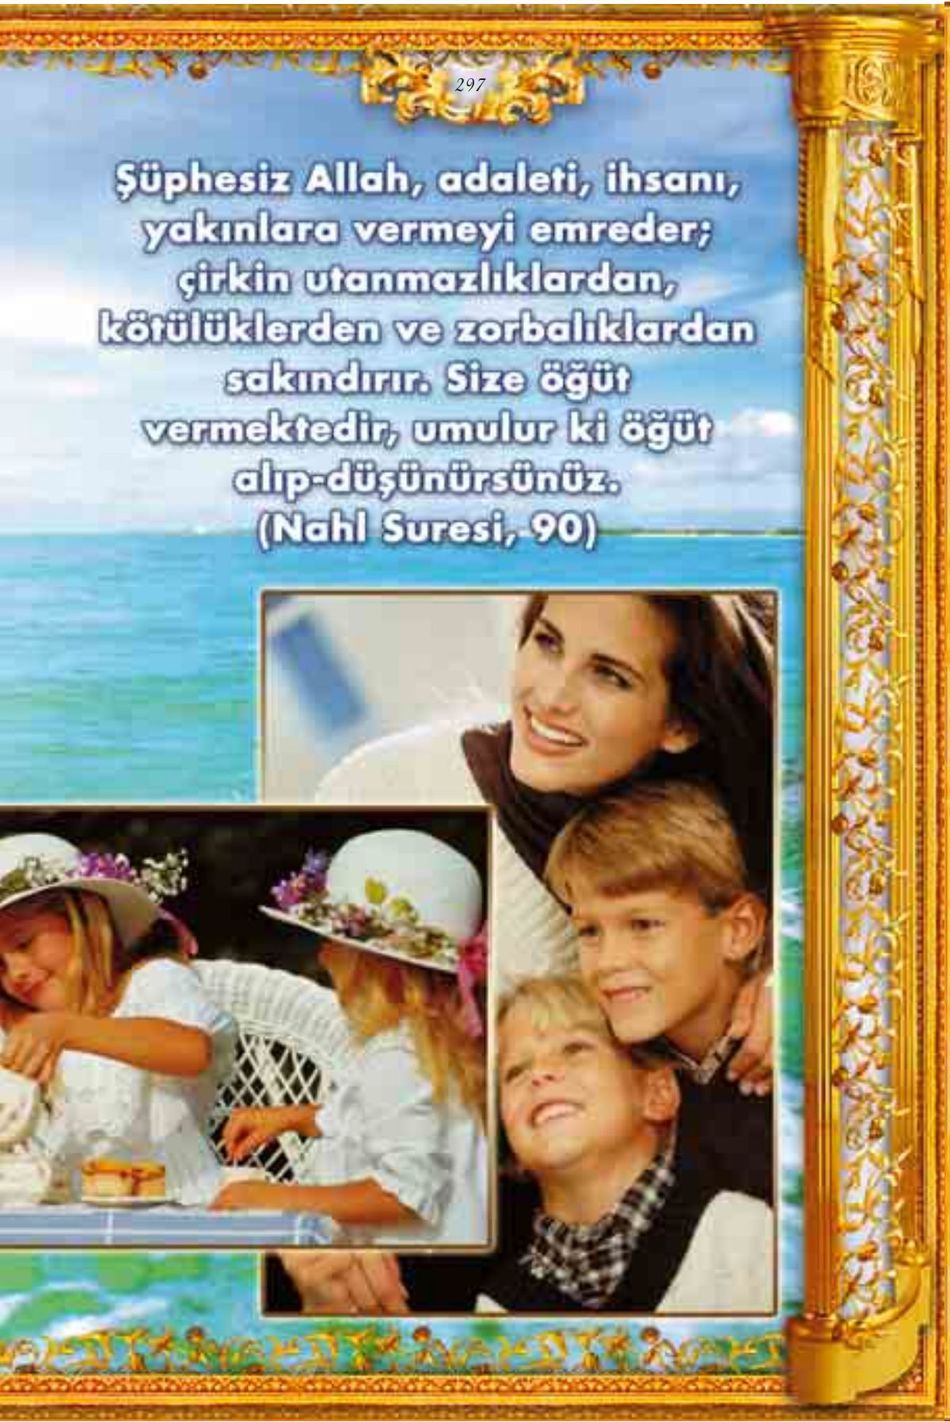 297
Şüphesiz Allah, adaleti, ihsanı,
yakınlara vermeyi emreder;
çirkin utanmazlıklardan,
kötülüklerden ve zorbalıklardan
sakındırır. Size öğüt
vermektedir, umulur ki öğüt
alıp-düşünürsünüz.
(Nahl Suresi, 90)